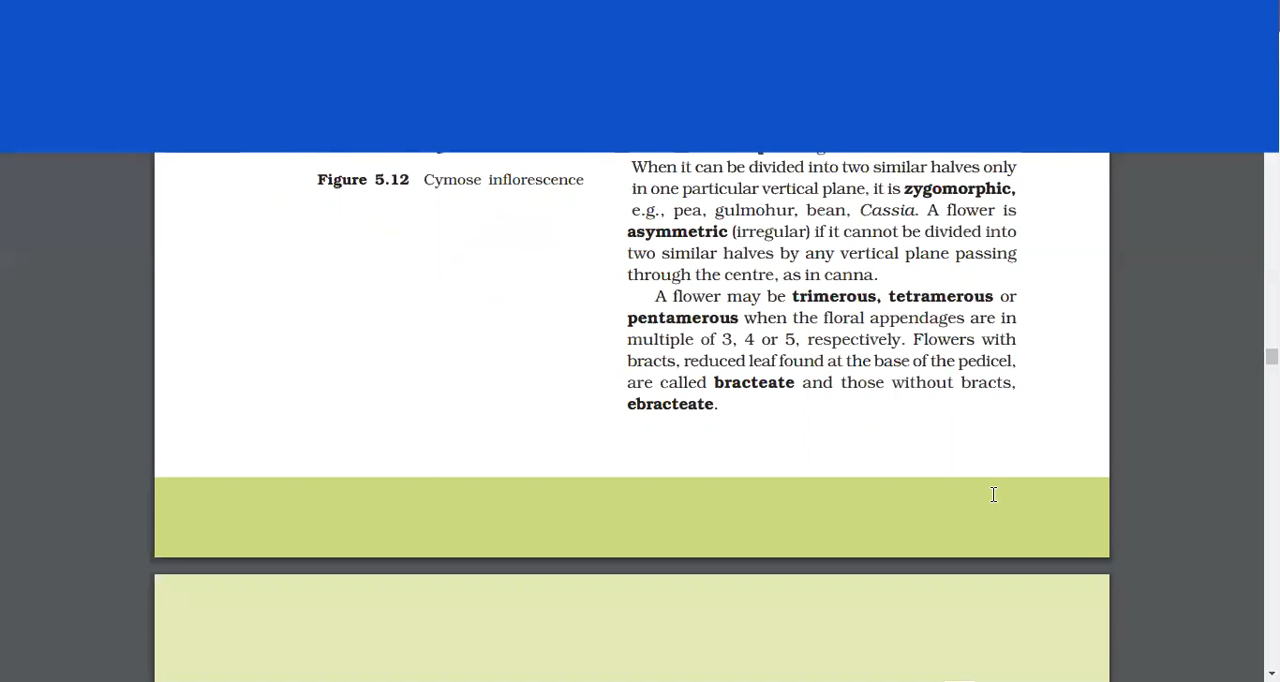 When it can be divided into two similar halves only
Figure 5.12 Cymose inflorescence
in one particular vertical plane, it is zygomorphic,
e.g., pea, gulmohur, bean, Cassia. A flower is
asymmetric (irregular) if it cannot be divided into
two similar halves by any vertical plane passing
through the centre, as in canna.
A flower may be trimerous, tetramerous or
pentamerous when the floral appendages are in
multiple of 3, 4 or 5, respectively. Flowers with
bracts, reduced leaf found at the base of the pedicel,
are called bracteate and those without bracts,
ebracteate.